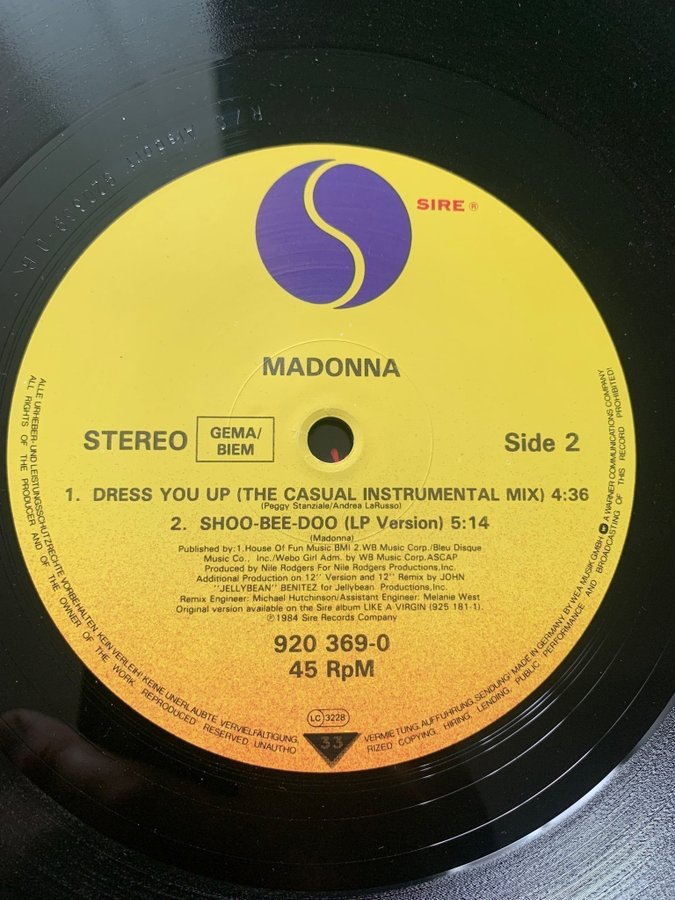 SIRE ®
MADONNA
STEREO
GEMA/
BIEM
Side 2
1. DRESS YOU UP (THE CASUAL INSTRUMENTAL MIX) 4:36
(Peggy Stanziale/Andrea LaRusso)
2. SHOO-BEE-DOO (LP Version) 5:14
(Madonna)
Published by: 1. House Of Fun Music BMI 2. WB Music Corp./Bleu Disque
Music Co., Inc./Webo Girl Adm. by WB Music Corp. ASCAP
Produced by Nile Rodgers For Nile Rodgers Productions, Inc.
Additional Production on 12'' Version and 12'' Remix by JOHN
"JELLYBEAN" BENITEZ for Jellybean Productions, Inc.
Remix Engineer: Michael Hutchinson/Assistant Engineer: Melanie West
Original version available on the Sire album LIKE A VIRGIN (925 181-1).
℗ 1984 Sire Records Company
920 369-0
45 RpM
LC 3228
33
ALLE URHEBER- UND LEISTUNGSSCHUTZRECHTE VORBEHALTEN. KEIN VERLEIH! KEINE UNERLAUBTE VERVIELFÄLTIGUNG,
VERMIETUNG, AUFFÜHRUNG, SENDUNG! MADE IN GERMANY BY WEA MUSIK GMBH A WARNER COMMUNICATIONS COMPANY
ALL RIGHTS OF THE PRODUCER AND OF THE OWNER OF THE WORK REPRODUCED RESERVED. UNAUTHO
RIZED COPYING, HIRING, LENDING, PUBLIC PERFORMANCE AND BROADCASTING OF THIS RECORD PROHIBITED!